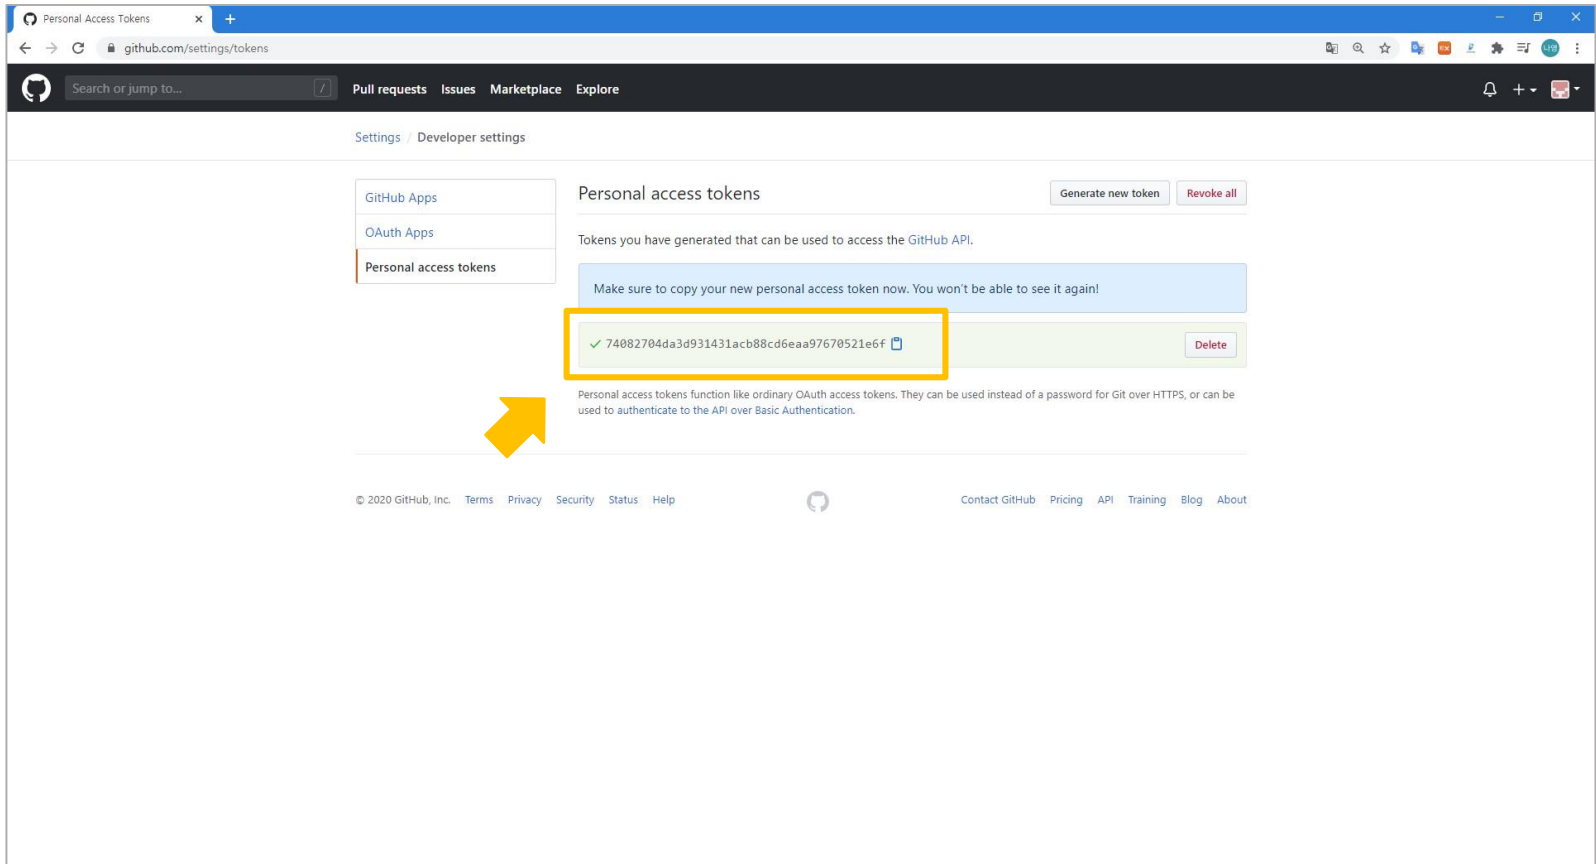 Personal Access Tokens
github.com/settings/tokens
Search or jump to... /
Pull requests Issues Marketplace Explore
Settings / Developer settings
GitHub Apps
OAuth Apps
Personal access tokens
Personal access tokens
Generate new token
Revoke all
Tokens you have generated that can be used to access the GitHub API.
Make sure to copy your new personal access token now. You won't be able to see it again!
74082704da3d931431acb88cd6eaa97670521e6f
Delete
Personal access tokens function like ordinary OAuth access tokens. They can be used instead of a password for Git over HTTPS, or can be
used to authenticate to the API over Basic Authentication.
© 2020 GitHub, Inc. Terms Privacy Security Status Help
Contact GitHub Pricing API Training Blog About